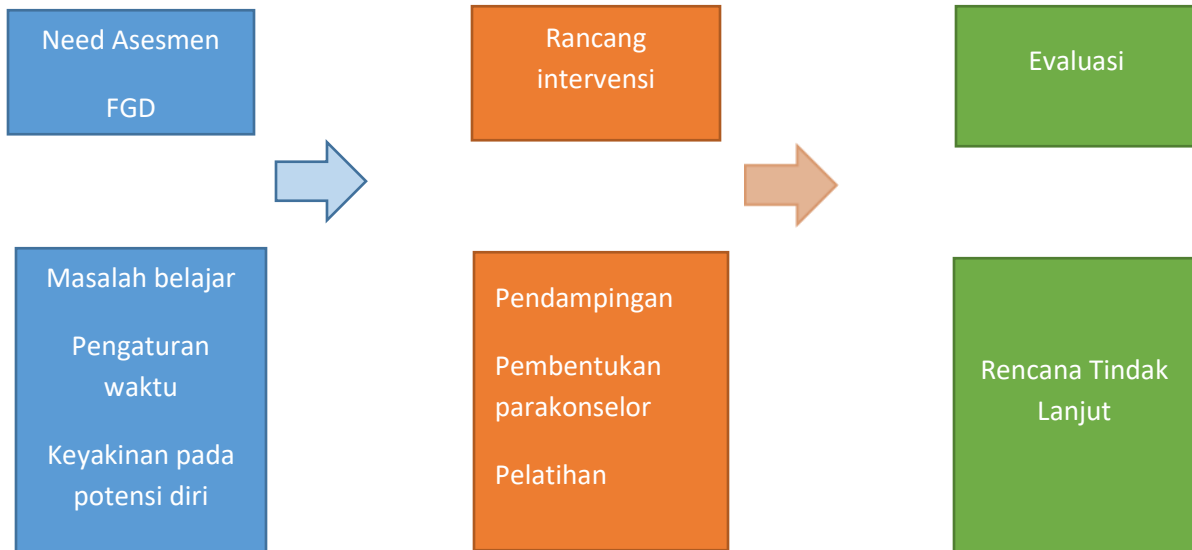 Need Asesmen
FGD
Rancang
intervensi
Evaluasi
Masalah belajar
Pengaturan
waktu
Keyakinan pada
potensi diri
Pendampingan
Pembentukan
parakonselor
Pelatihan
Rencana Tindak
Lanjut